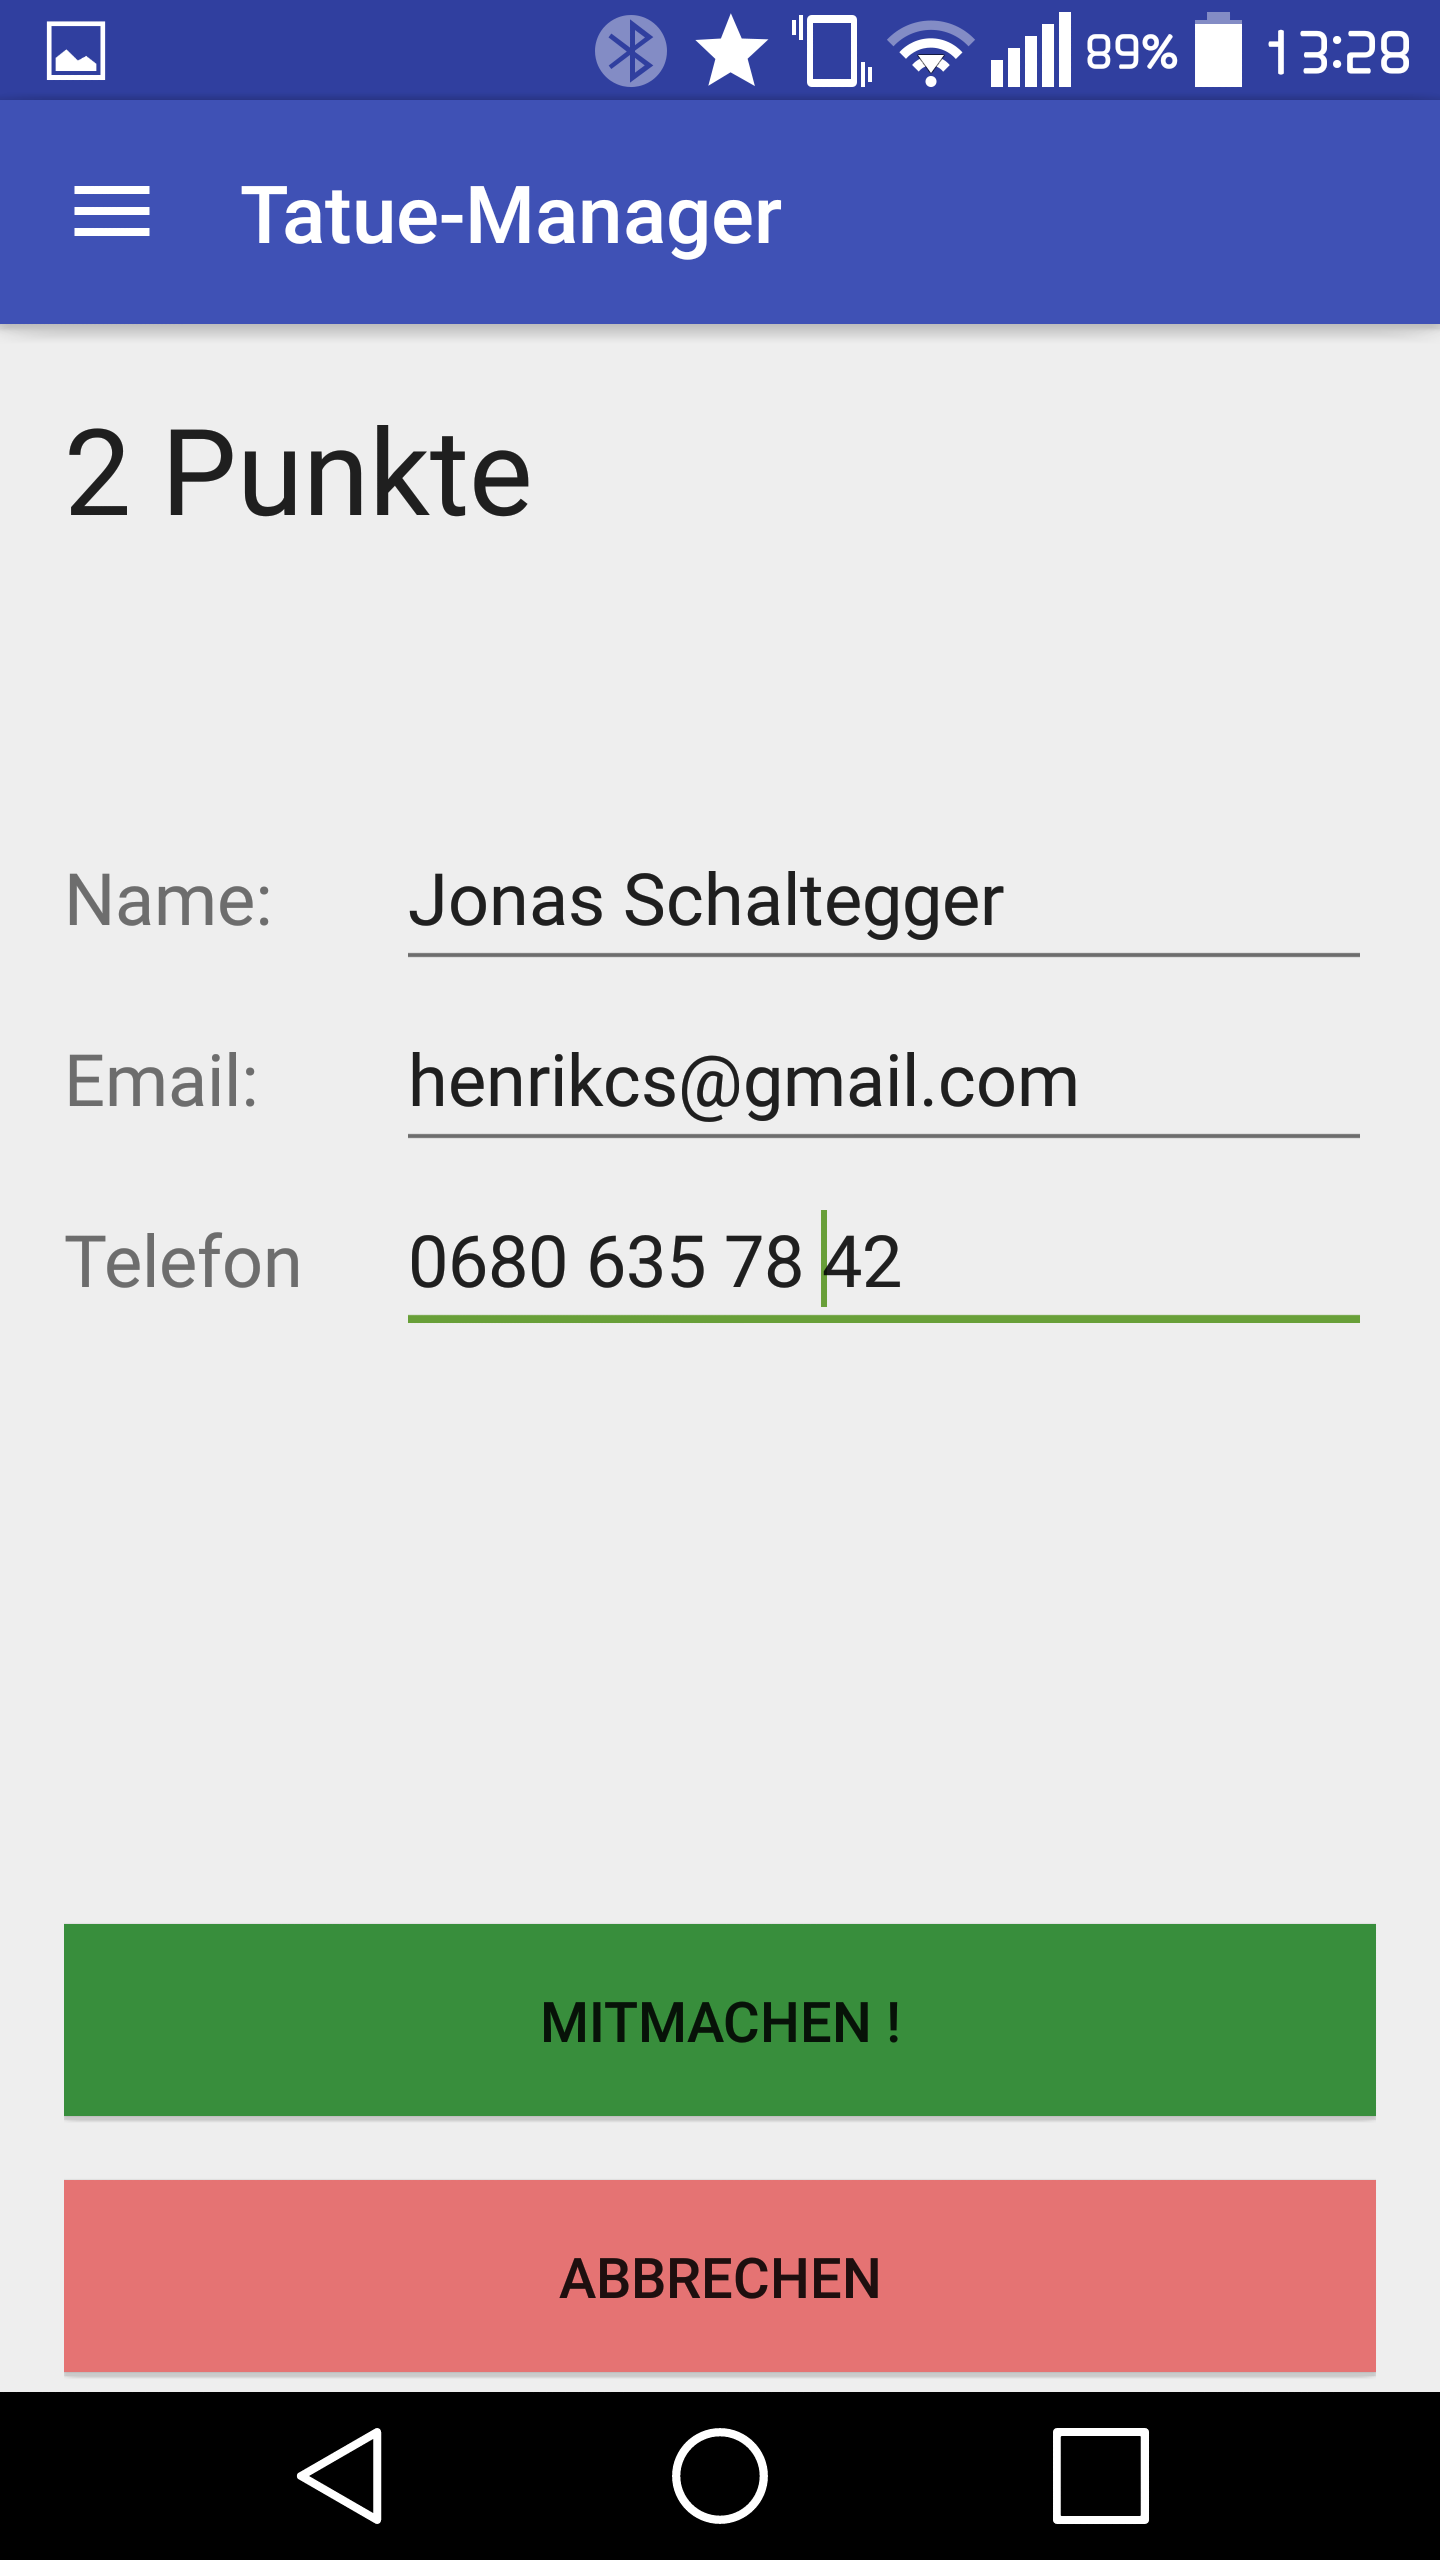 89% 13:28
Tatue-Manager
2 Punkte
Name: Jonas Schaltegger
Email: henrikcs@gmail.com
Telefon 0680 635 78 42
MITMACHEN !
ABBRECHEN